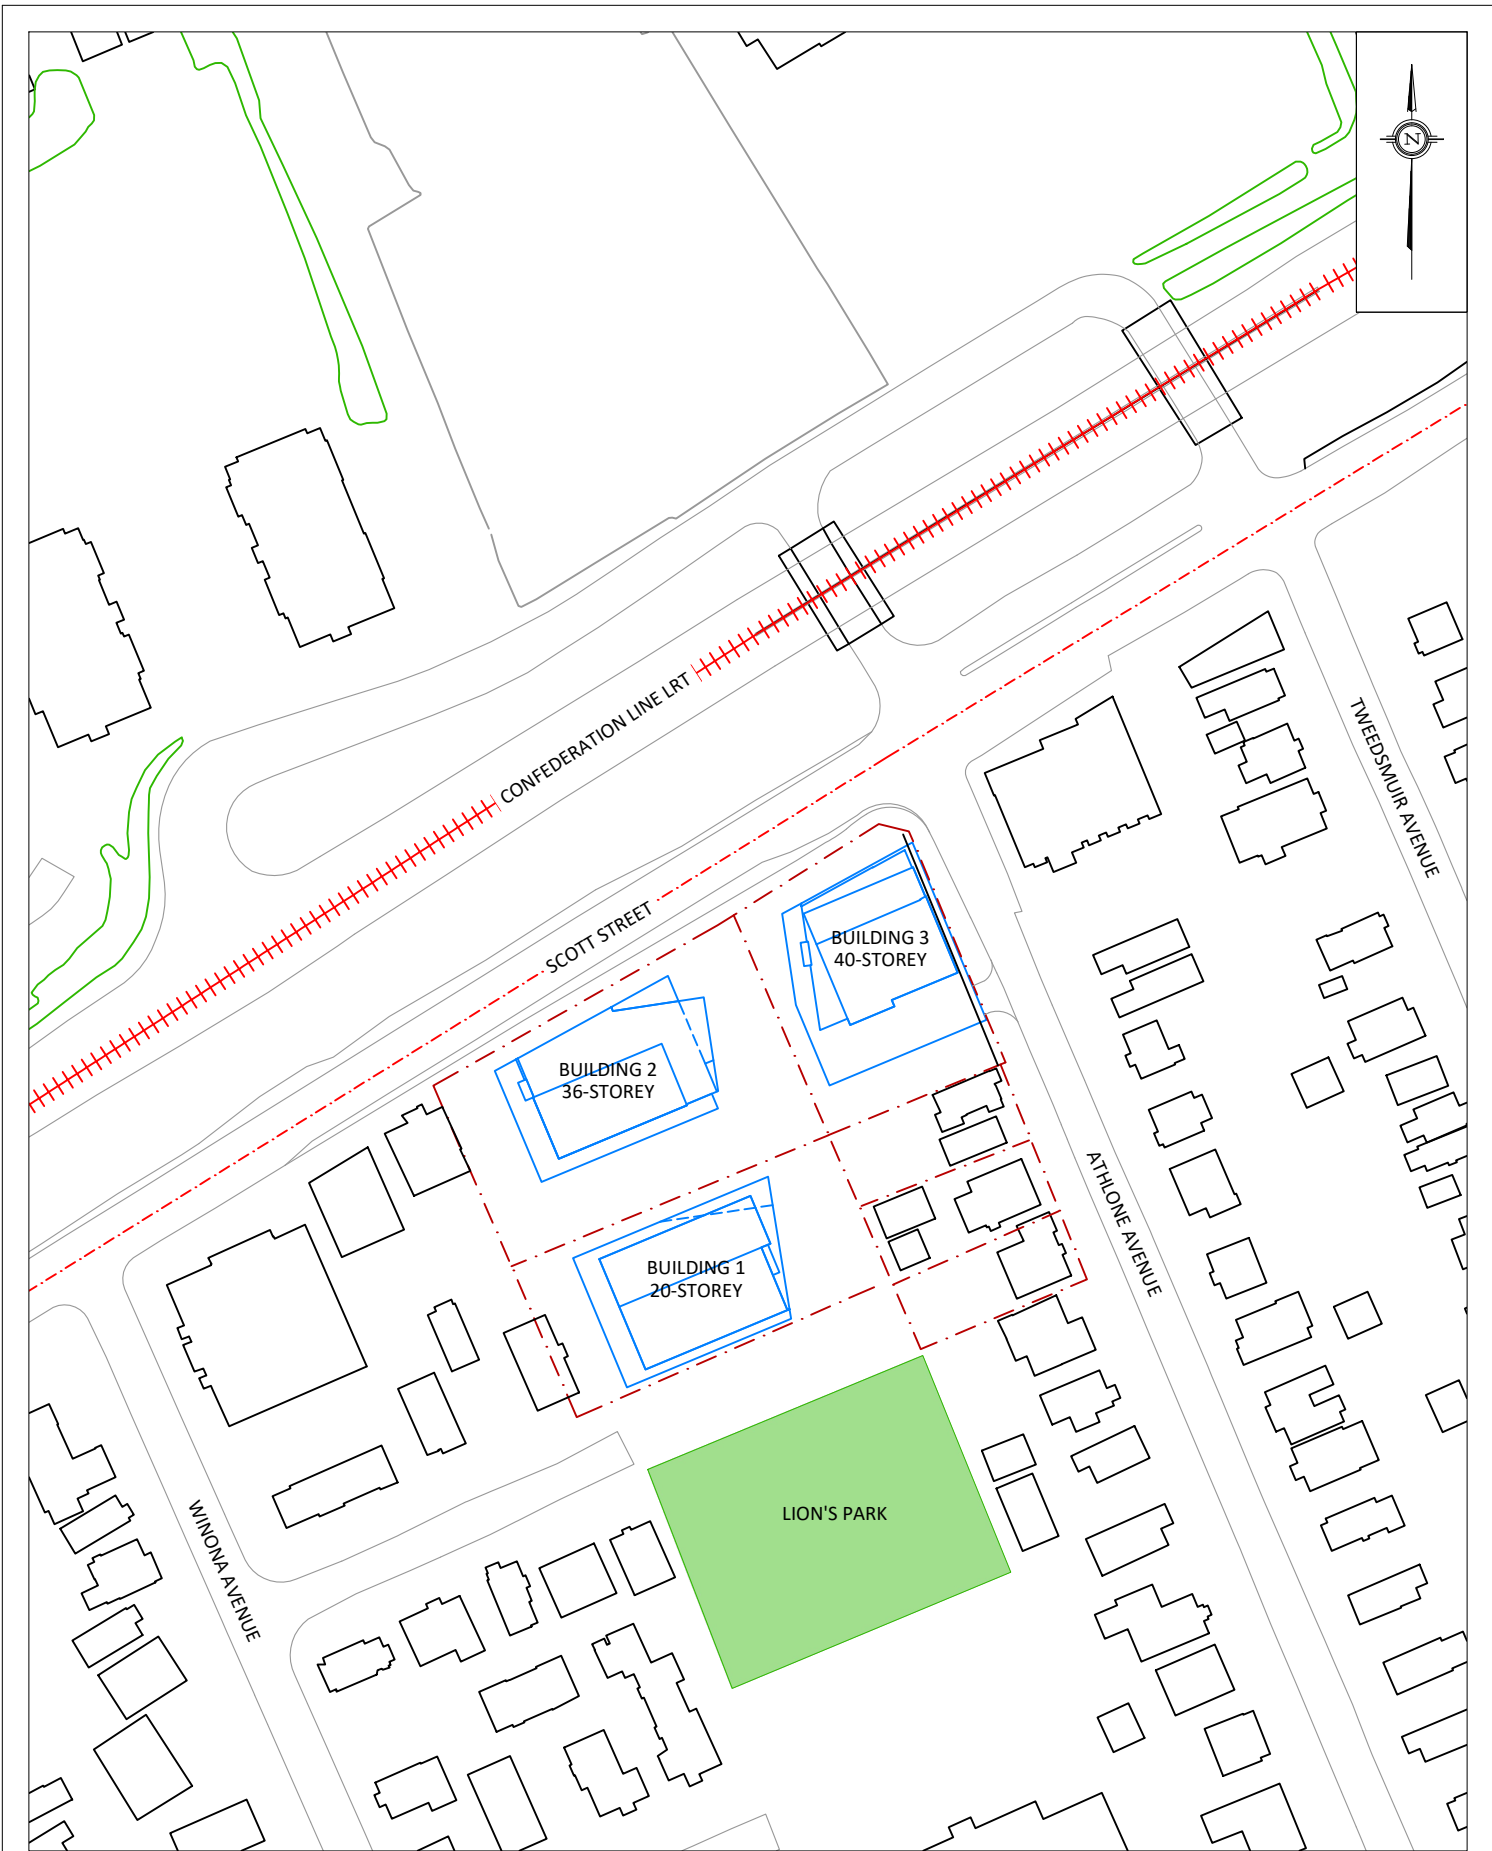 N
CONFEDERATION LINE LRT
TWEEDSMUIR AVENUE
SCOTT STREET
BUILDING 3
40-STOREY
BUILDING 2
36-STOREY
ATHLONE AVENUE
BUILDING 1
20-STOREY
LION'S PARK
WINONA AVENUE